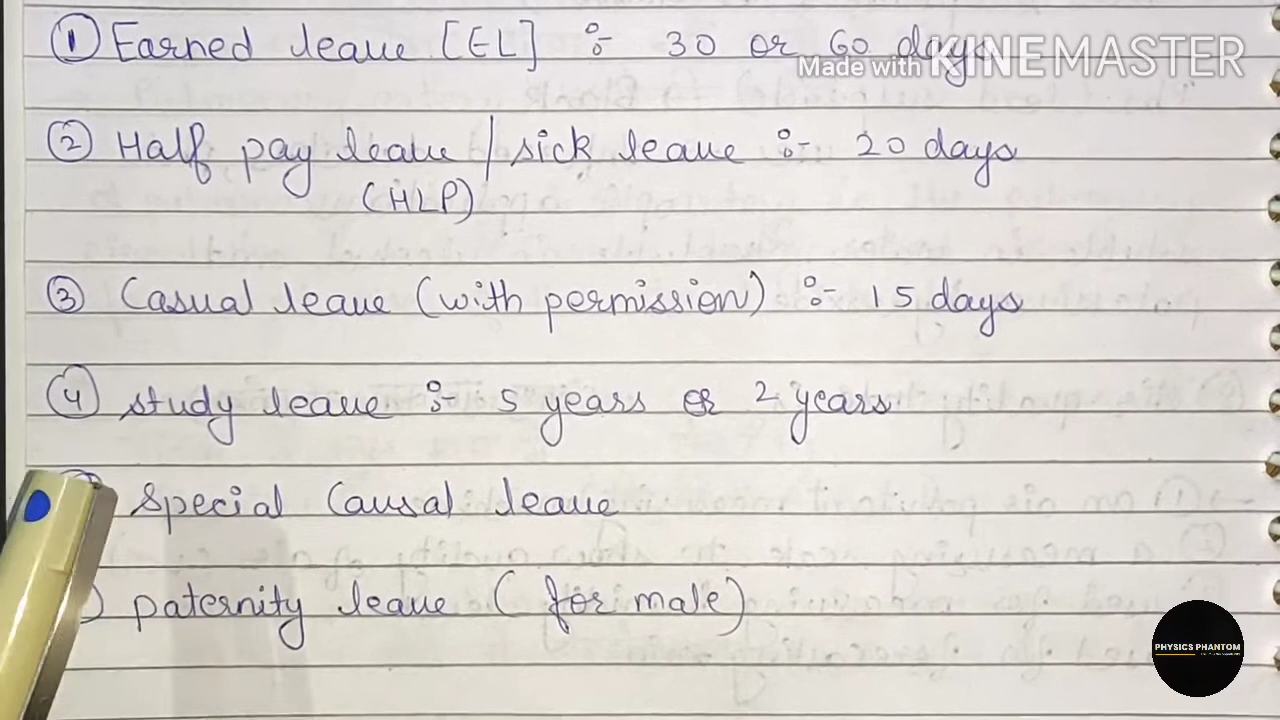 ① Earned leave [EL] :- 30 or 60 days
Made with KINEMASTER
② Half pay leave / sick leave :- 20 days
(HLP)
③ Casual leave (with permission) :- 15 days
④ study leave :- 5 years or 2 years
special Causal leave
) paternity leave ( for male)
PHYSICS PHANTOM